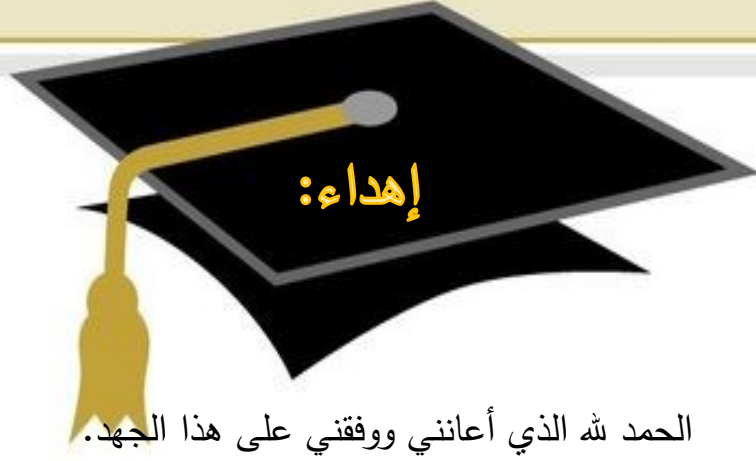 إهداء:
الحمد لله الذي أعانني ووفقني على هذا الجهد.